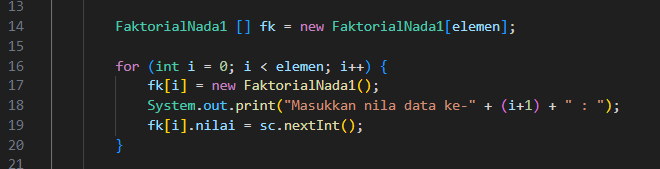 13
14 FaktorialNada1 [] fk = new FaktorialNada1[elemen];
15
16 for (int i = 0; i < elemen; i++) {
17 fk[i] = new FaktorialNada1();
18 System.out.print("Masukkan nila data ke-" + (i+1) + " : ");
19 fk[i].nilai = sc.nextInt();
20 }
21